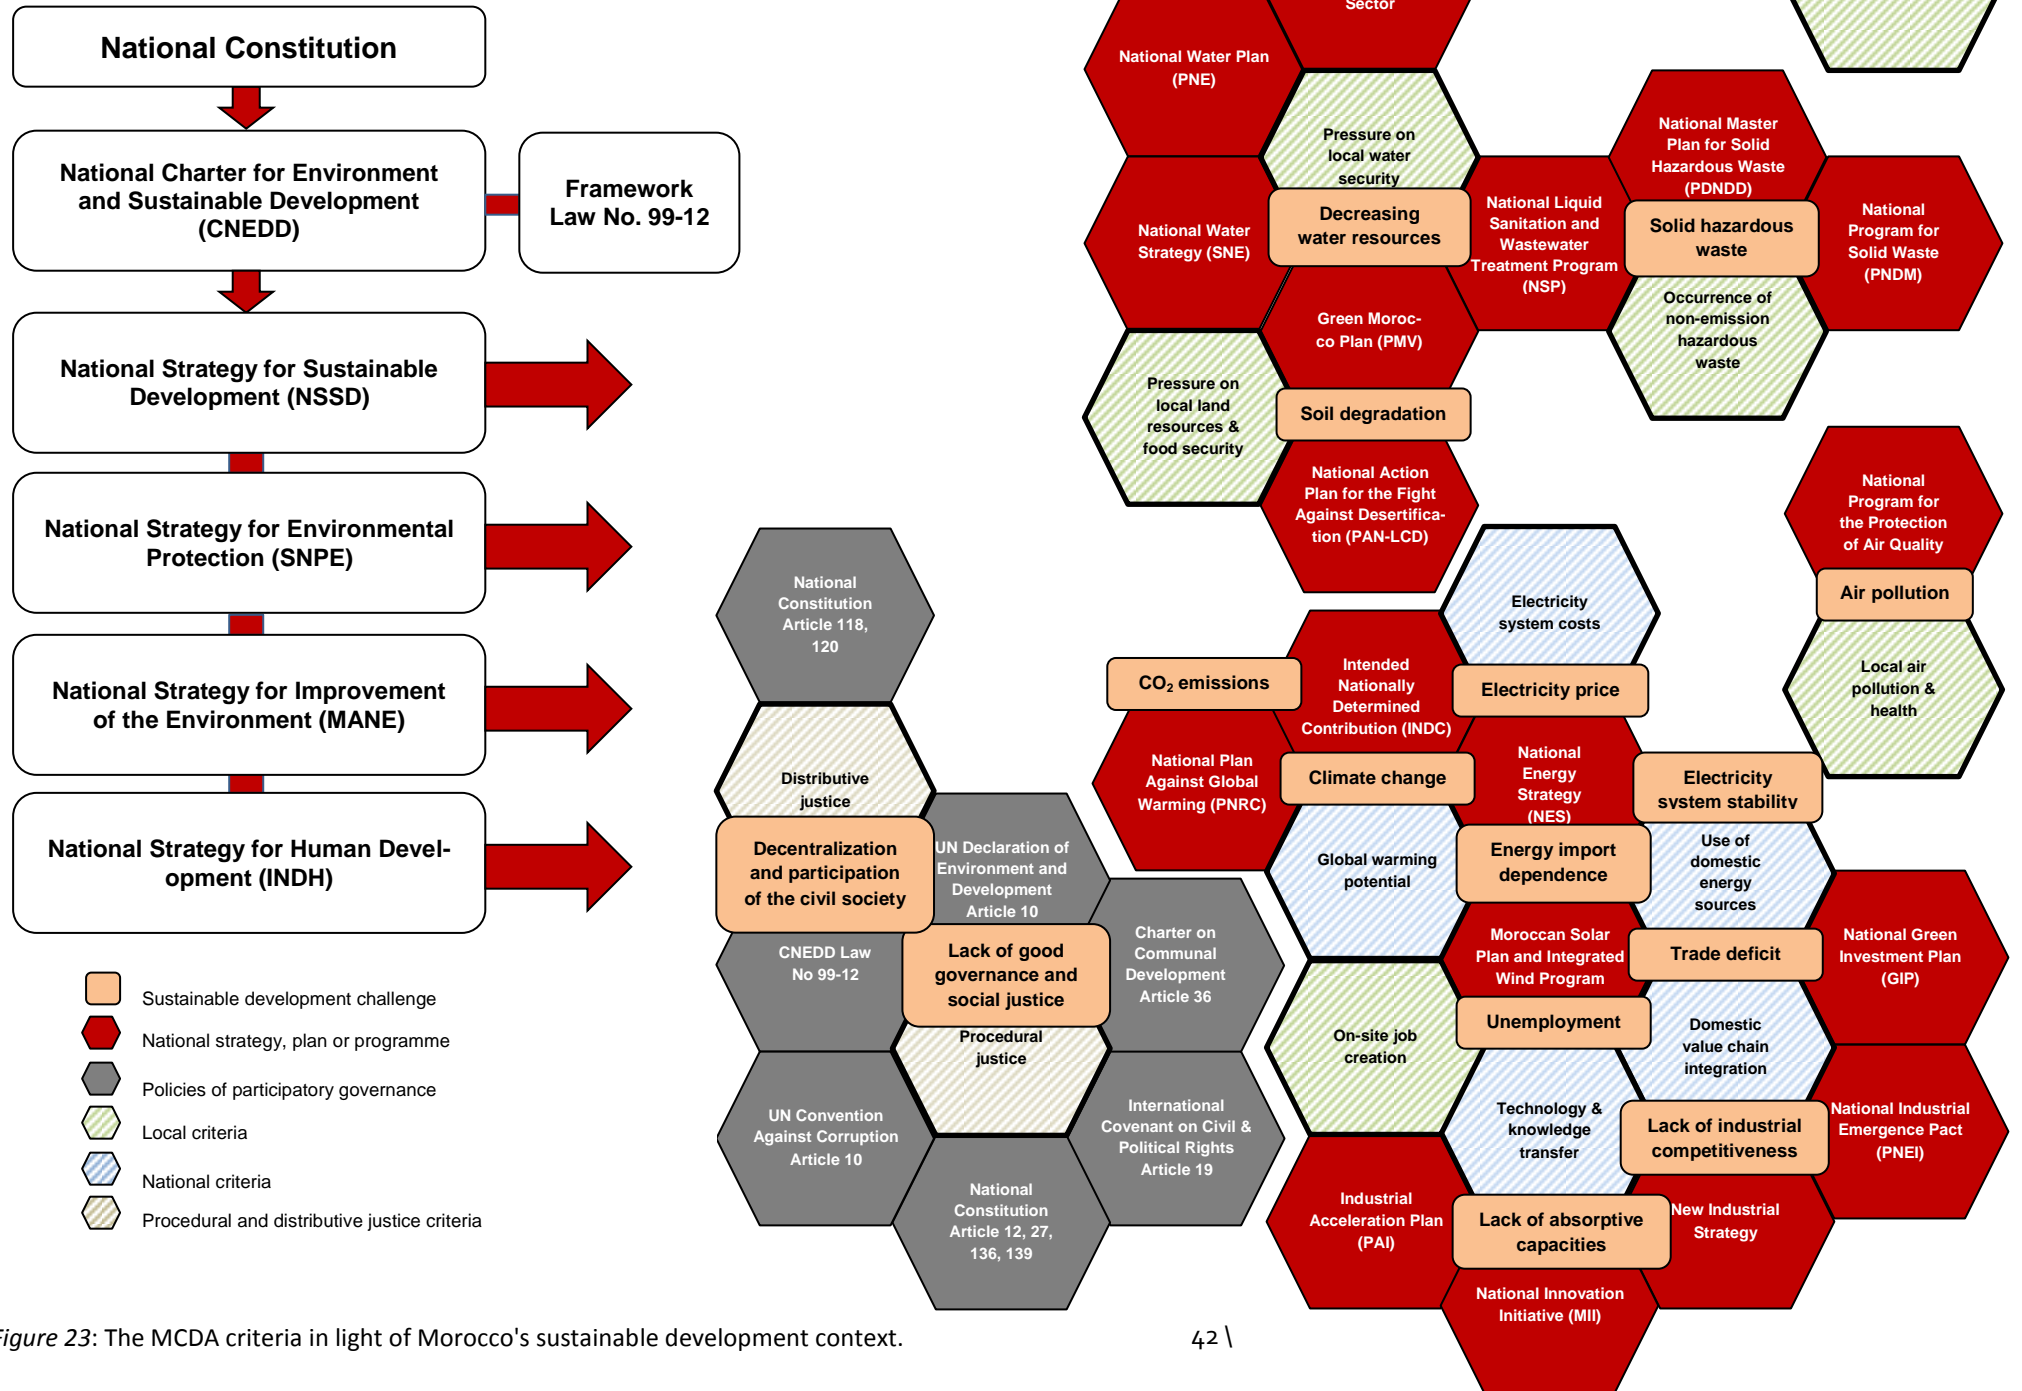 National Constitution
National Charter for Environment
and Sustainable Development
(CNEDD)
Framework
Law No. 99-12
National Strategy for Sustainable
Development (NSSD)
National Strategy for Environmental
Protection (SNPE)
National Strategy for Improvement
of the Environment (MANE)
National Strategy for Human Devel-
opment (INDH)
Sustainable development challenge
National strategy, plan or programme
Policies of participatory governance
Local criteria
National criteria
Procedural and distributive justice criteria
National
Constitution
Article 118,
120
Distributive
justice
Decentralization
and participation
of the civil society
UN Declaration of
Environment and
Development
Article 10
CNEDD Law
No 99-12
Lack of good
governance and
social justice
Charter on
Communal
Development
Article 36
Procedural
justice
UN Convention
Against Corruption
Article 10
International
Covenant on Civil &
Political Rights
Article 19
National
Constitution
Article 12, 27,
136, 139
Sector
National Water Plan
(PNE)
Pressure on
local water
security
Decreasing
water resources
National Water
Strategy (SNE)
National Liquid
Sanitation and
Wastewater
Treatment Program
(NSP)
National Master
Plan for Solid
Hazardous Waste
(PDNDD)
Solid hazardous
waste
National
Program for
Solid Waste
(PNDM)
Occurrence of
non-emission
hazardous
waste
Green Moroc-
co Plan (PMV)
Pressure on
local land
resources &
food security
Soil degradation
National Action
Plan for the Fight
Against Desertifica-
tion (PAN-LCD)
National
Program for
the Protection
of Air Quality
Air pollution
Local air
pollution &
health
Electricity
system costs
CO₂ emissions
Intended
Nationally
Determined
Contribution (INDC)
Electricity price
National Plan
Against Global
Warming (PNRC)
Climate change
National
Energy
Strategy
(NES)
Electricity
system stability
Global warming
potential
Energy import
dependence
Use of
domestic
energy
sources
Moroccan Solar
Plan and Integrated
Wind Program
Trade deficit
National Green
Investment Plan
(GIP)
On-site job
creation
Unemployment
Domestic
value chain
integration
Technology &
knowledge
transfer
Lack of industrial
competitiveness
National Industrial
Emergence Pact
(PNEI)
Industrial
Acceleration Plan
(PAI)
Lack of absorptive
capacities
New Industrial
Strategy
National Innovation
Initiative (MII)
Figure 23: The MCDA criteria in light of Morocco's sustainable development context.
42 \